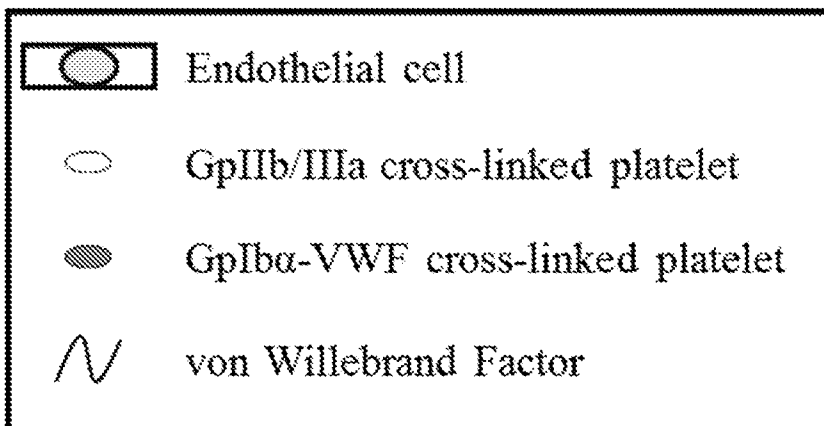 Endothelial cell
GpIIb/IIIa cross-linked platelet
GpIbα-VWF cross-linked platelet
von Willebrand Factor